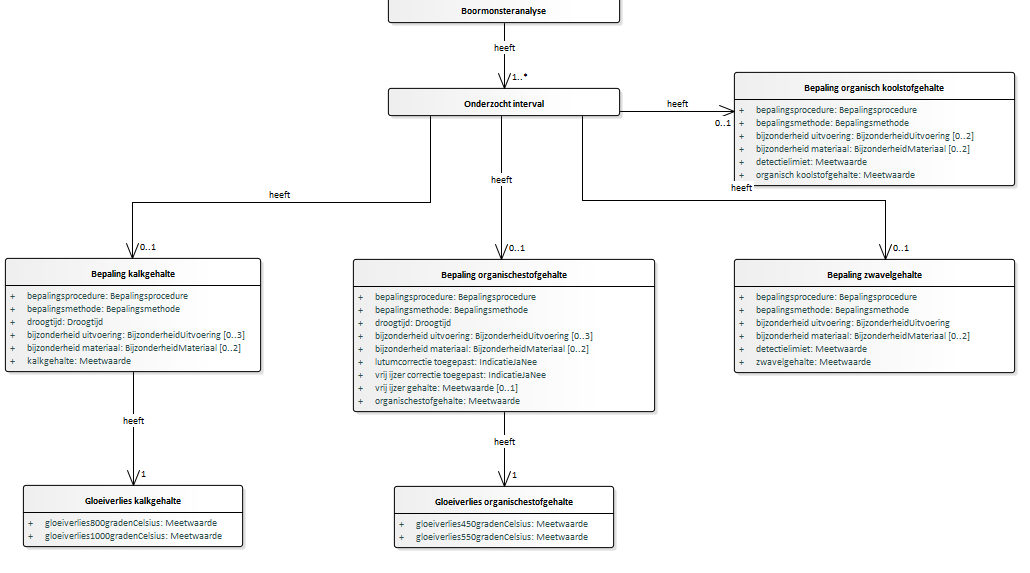 Boormonsteranalyse
heeft
1..*
Onderzocht interval
heeft
0..1
Bepaling organisch koolstofgehalte
+ bepalingsprocedure: Bepalingsprocedure
+ bepalingsmethode: Bepalingsmethode
+ bijzonderheid uitvoering: BijzonderheidUitvoering [0..2]
+ bijzonderheid materiaal: BijzonderheidMateriaal [0..2]
+ detectielimiet: Meetwaarde
+ organisch koolstofgehalte: Meetwaarde
heeft
heeft
heeft
0..1
0..1
0..1
Bepaling kalkgehalte
+ bepalingsprocedure: Bepalingsprocedure
+ bepalingsmethode: Bepalingsmethode
+ droogtijd: Droogtijd
+ bijzonderheid uitvoering: BijzonderheidUitvoering [0..3]
+ bijzonderheid materiaal: BijzonderheidMateriaal [0..2]
+ kalkgehalte: Meetwaarde
Bepaling organischestofgehalte
+ bepalingsprocedure: Bepalingsprocedure
+ bepalingsmethode: Bepalingsmethode
+ droogtijd: Droogtijd
+ bijzonderheid uitvoering: BijzonderheidUitvoering [0..3]
+ bijzonderheid materiaal: BijzonderheidMateriaal [0..2]
+ lutumcorrectie toegepast: IndicatieJaNee
+ vrij ijzer correctie toegepast: IndicatieJaNee
+ vrij ijzer gehalte: Meetwaarde [0..1]
+ organischestofgehalte: Meetwaarde
Bepaling zwavelgehalte
+ bepalingsprocedure: Bepalingsprocedure
+ bepalingsmethode: Bepalingsmethode
+ bijzonderheid uitvoering: BijzonderheidUitvoering
+ bijzonderheid materiaal: BijzonderheidMateriaal [0..2]
+ detectielimiet: Meetwaarde
+ zwavelgehalte: Meetwaarde
heeft
1
heeft
1
Gloeiverlies kalkgehalte
+ gloeiverlies800gradenCelsius: Meetwaarde
+ gloeiverlies1000gradenCelsius: Meetwaarde
Gloeiverlies organischestofgehalte
+ gloeiverlies450gradenCelsius: Meetwaarde
+ gloeiverlies550gradenCelsius: Meetwaarde